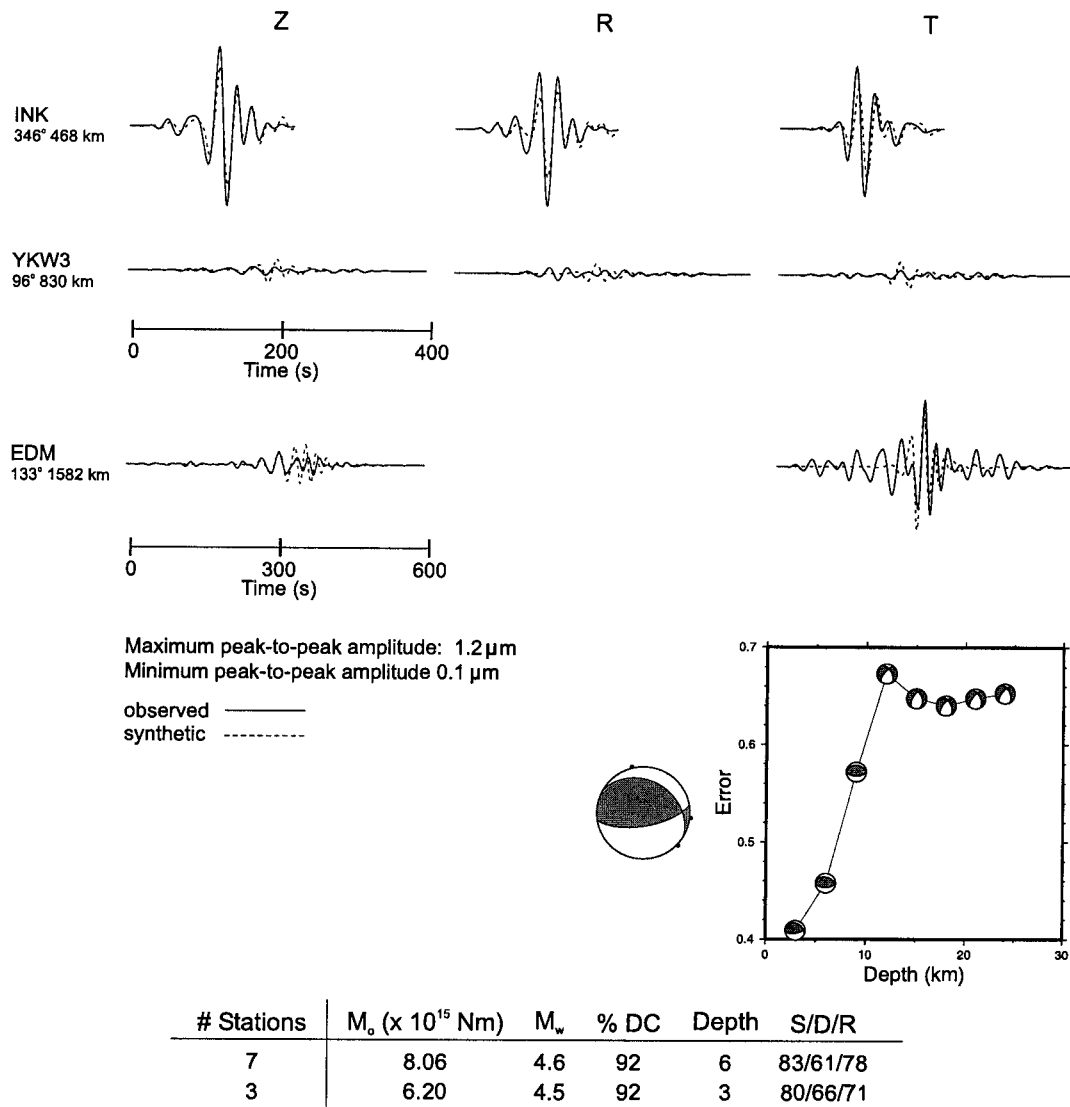 Z R T
INK
346° 468 km
YKW3
96° 830 km
0 200 400
Time (s)
EDM
133° 1582 km
0 300 600
Time (s)
Maximum peak-to-peak amplitude: 1.2 µm
Minimum peak-to-peak amplitude 0.1 µm
observed
synthetic
0.7
0.6
0.5
0.4
Error
0 10 20 30
Depth (km)
# Stations M₀ (x 10¹⁵ Nm) Mw % DC Depth S/D/R
7 8.06 4.6 92 6 83/61/78
3 6.20 4.5 92 3 80/66/71